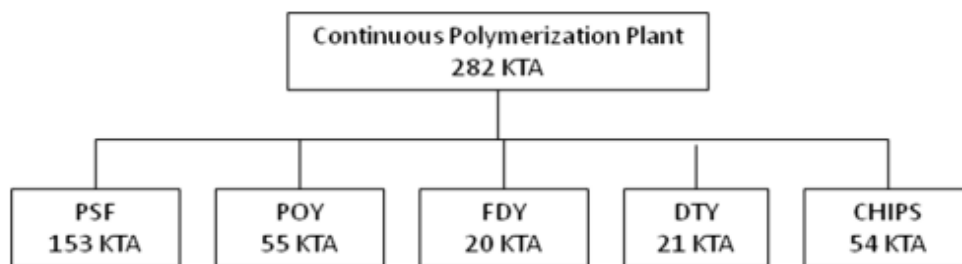 Continuous Polymerization Plant
282 KTA
PSF
153 KTA
POY
55 KTA
FDY
20 KTA
DTY
21 KTA
CHIPS
54 KTA